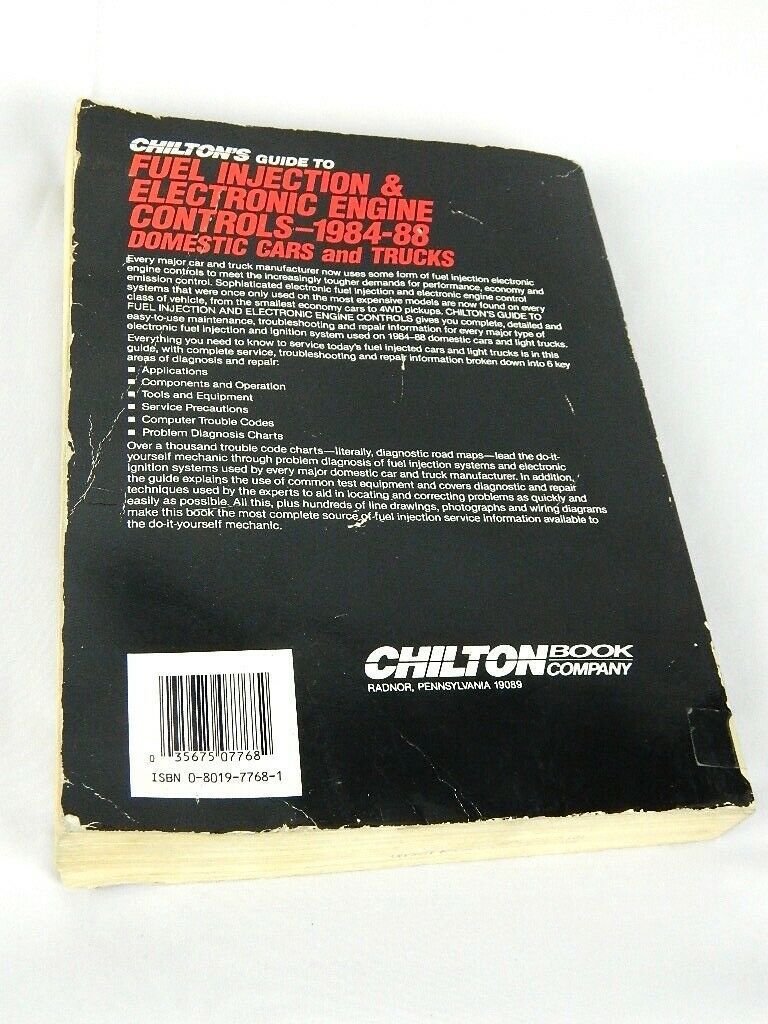 CHILTON'S GUIDE TO
FUEL INJECTION &
ELECTRONIC ENGINE
CONTROLS-1984-88
DOMESTIC CARS and TRUCKS
Every major car and truck manufacturer now uses some form of fuel injection electronic
engine controls to meet the increasingly tougher demands for performance, economy and
emission control. Sophisticated electronic fuel injection and electronic engine control
systems that were once only used on the most expensive models are now found on every
class of vehicle, from the smallest economy cars to 4WD pickups. CHILTON'S GUIDE TO
FUEL INJECTION AND ELECTRONIC ENGINE CONTROLS gives you complete, detailed and
easy-to-use maintenance, troubleshooting and repair information for every major type of
electronic fuel injection and ignition system used on 1984-88 domestic cars and light trucks.
Everything you need to know to service today's fuel injected cars and light trucks is in this
guide, with complete service, troubleshooting and repair information broken down into 6 key
areas of diagnosis and repair:
■ Applications
■ Components and Operation
■ Tools and Equipment
■ Service Precautions
■ Computer Trouble Codes
■ Problem Diagnosis Charts
Over a thousand trouble code charts—literally, diagnostic road maps—lead the do-it-
yourself mechanic through problem diagnosis of fuel injection systems and electronic
ignition systems used by every major domestic car and truck manufacturer. In addition,
the guide explains the use of common test equipment and covers diagnostic and repair
techniques used by the experts to aid in locating and correcting problems as quickly and
easily as possible. All this, plus hundreds of line drawings, photographs and wiring diagrams
make this book the most complete source of fuel injection service information available to
the do-it-yourself mechanic.
CHILTON BOOK COMPANY
RADNOR, PENNSYLVANIA 19089
0 35675 07768
ISBN 0-8019-7768-1